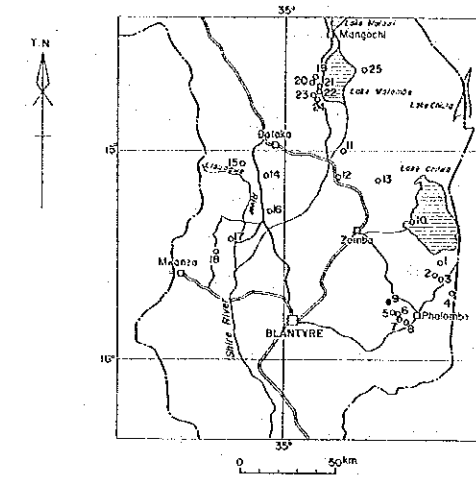 T.N
35°
Lake Malawi
Mangochi
19
25
20
21
22
23
24
Lake Malombe
Lake Chiuta
Balaka
15°
11
15
14
12
13
Lake Chilwa
River
16
10
Zomba
17
18
Mwanza
1
2
3
4
9
5
6
7
8
Phalombe
Shire River
BLANTYRE
16°
35°
0
50km